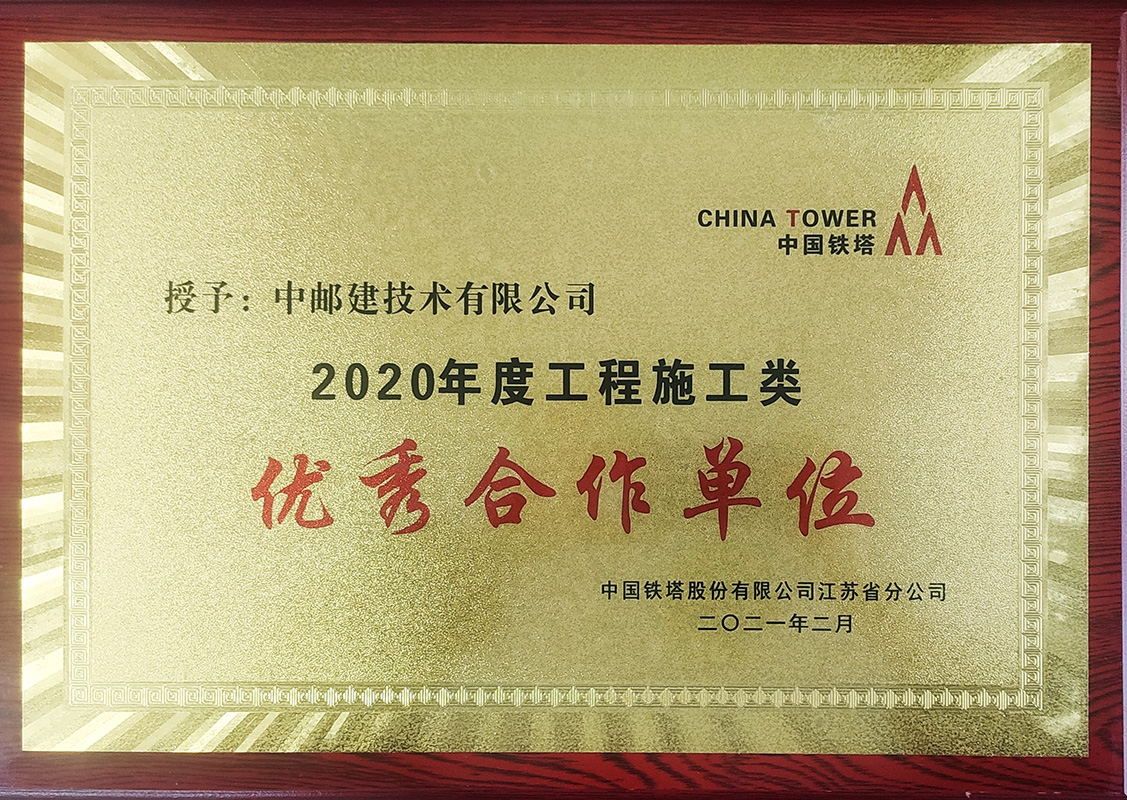 CHINA TOWER
中国铁塔
授予：中邮建技术有限公司
2020年度工程施工类
优秀合作单位
中国铁塔股份有限公司江苏省分公司
二〇二一年二月